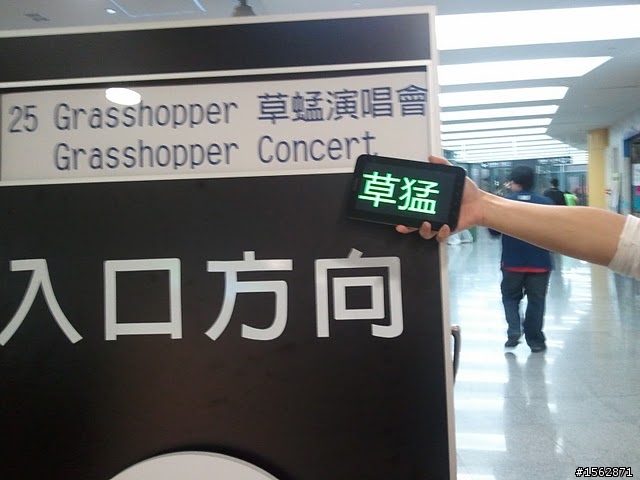 25 Grasshopper 草蜢演唱會
Grasshopper Concert
草猛
入口方向
#1562871